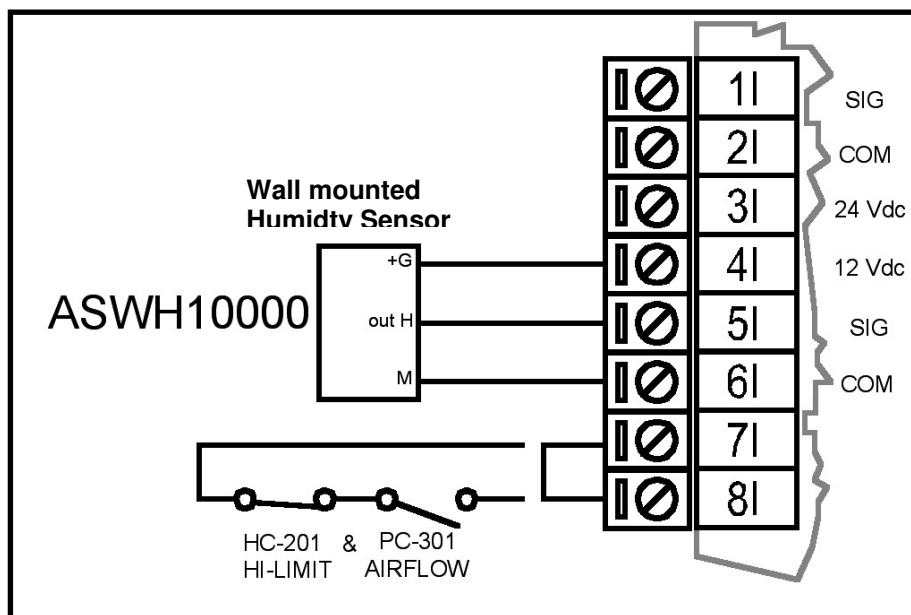 1I
SIG
2I
COM
Wall mounted
Humidty Sensor
3I
24 Vdc
+G
4I
12 Vdc
ASWH10000
out H
5I
SIG
M
6I
COM
7I
8I
HC-201 & PC-301
HI-LIMIT AIRFLOW